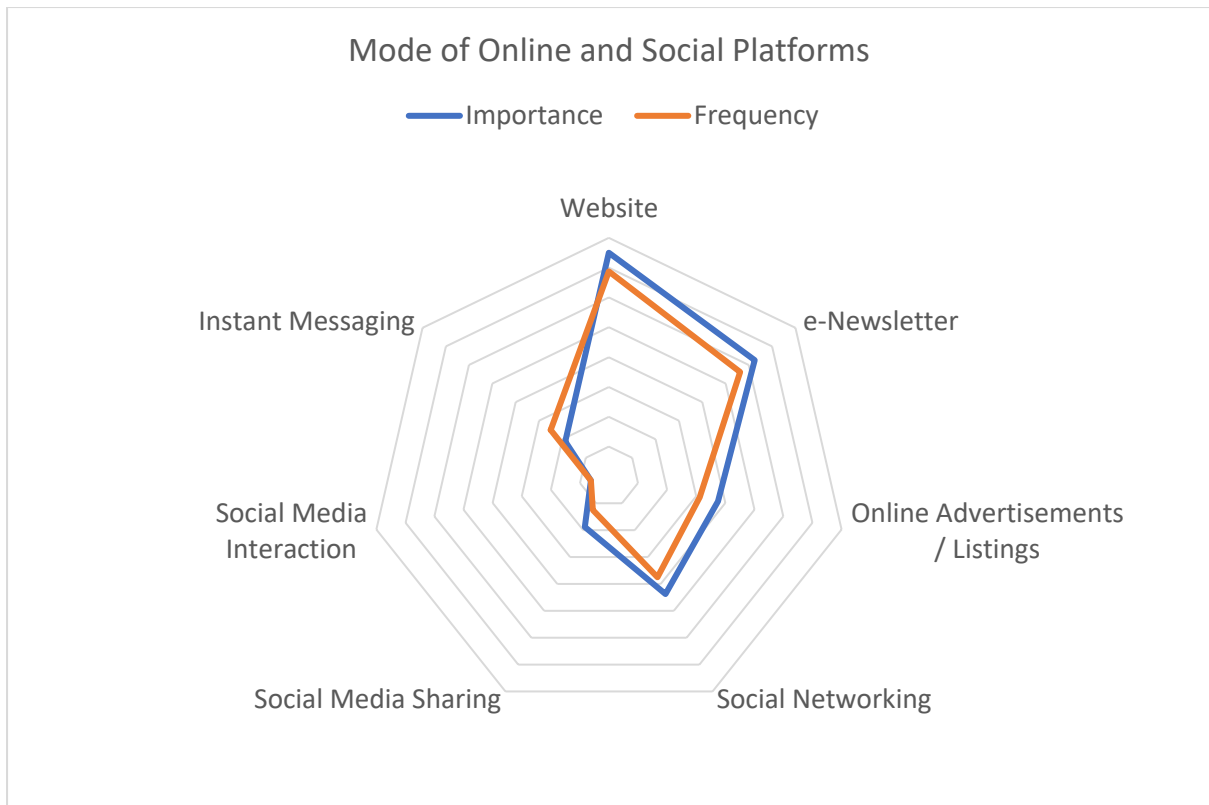 Mode of Online and Social Platforms
Importance
Frequency
Website
e-Newsletter
Online Advertisements
/ Listings
Social Networking
Social Media Sharing
Social Media
Interaction
Instant Messaging